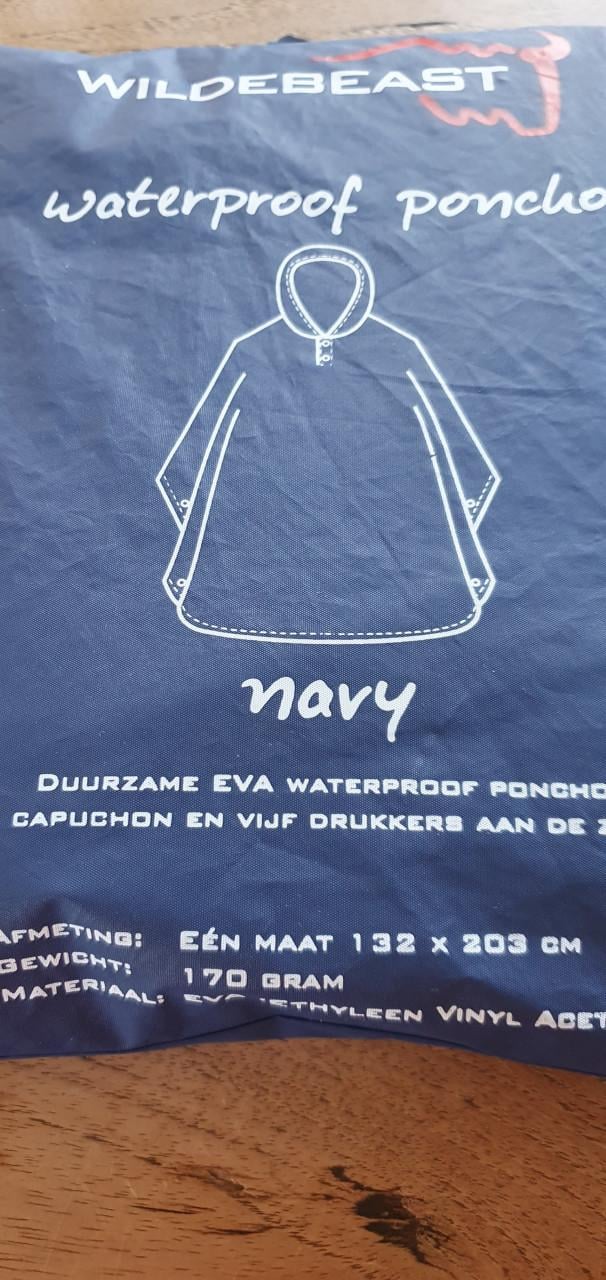 WILDEBEAST
waterproof poncho
navy
DUURZAME EVA WATERPROOF PONCHO
CAPUCHON EN VIJF DRUKKERS AAN DE
AFMETING: EÉN MAAT 132 X 203 CM
GEWICHT: 170 GRAM
MATERIAAL: VINYL